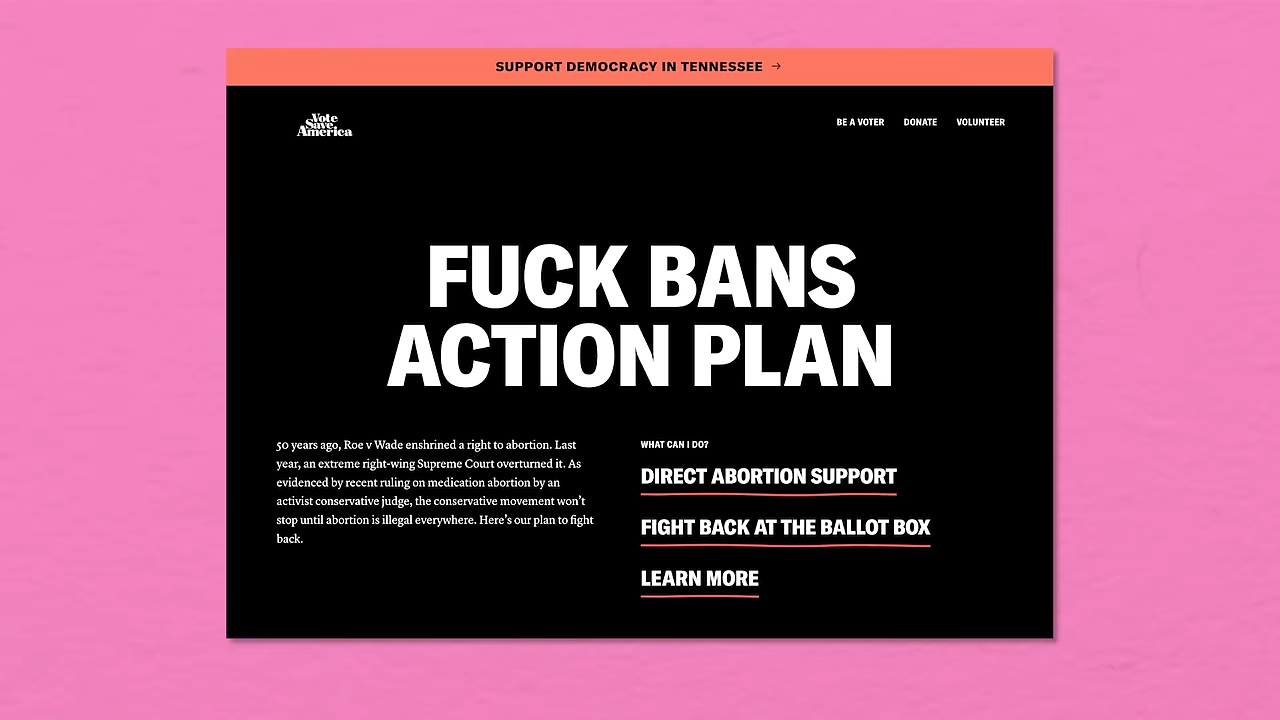 SUPPORT DEMOCRACY IN TENNESSEE →
Vote
Save
America
BE A VOTER DONATE VOLUNTEER
FUCK BANS
ACTION PLAN
50 years ago, Roe v Wade enshrined a right to abortion. Last
year, an extreme right-wing Supreme Court overturned it. As
evidenced by recent ruling on medication abortion by an
activist conservative judge, the conservative movement won't
stop until abortion is illegal everywhere. Here's our plan to fight
back.
WHAT CAN I DO?
DIRECT ABORTION SUPPORT
FIGHT BACK AT THE BALLOT BOX
LEARN MORE